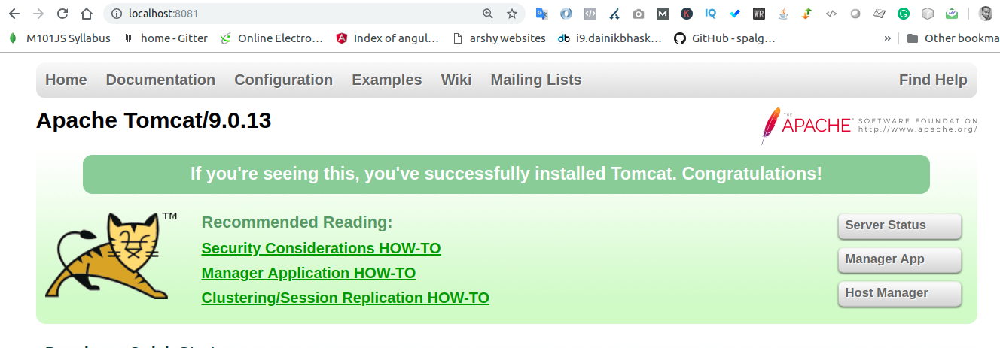 localhost:8081
M101JS Syllabus home - Gitter Online Electro… Index of angul… arshy websites db i9.dainikbhask… GitHub - spalg… » Other bookma
Home Documentation Configuration Examples Wiki Mailing Lists Find Help
Apache Tomcat/9.0.13
THE APACHE SOFTWARE FOUNDATION
http://www.apache.org/
If you're seeing this, you've successfully installed Tomcat. Congratulations!
TM
Recommended Reading:
Security Considerations HOW-TO
Manager Application HOW-TO
Clustering/Session Replication HOW-TO
Server Status
Manager App
Host Manager